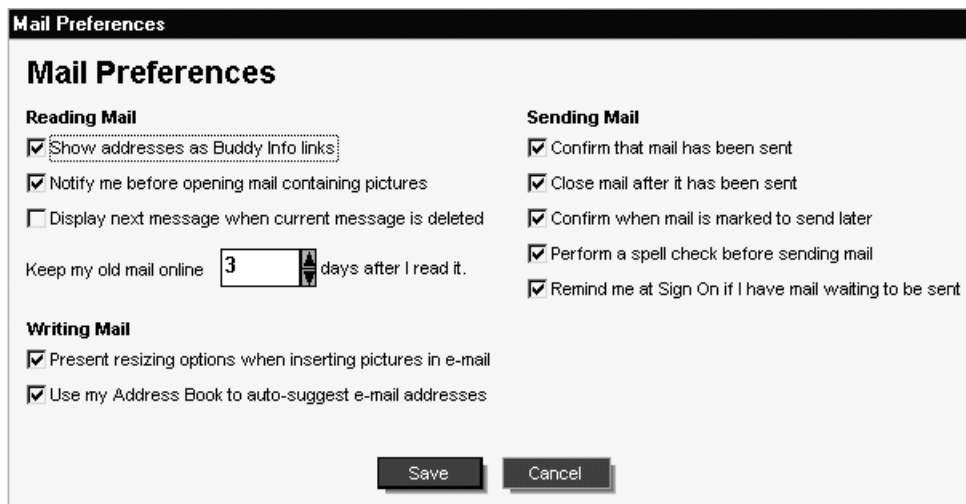 Mail Preferences
Mail Preferences
Reading Mail
Show addresses as Buddy Info links
Notify me before opening mail containing pictures
Display next message when current message is deleted
Keep my old mail online 3 days after I read it.
Writing Mail
Present resizing options when inserting pictures in e-mail
Use my Address Book to auto-suggest e-mail addresses
Sending Mail
Confirm that mail has been sent
Close mail after it has been sent
Confirm when mail is marked to send later
Perform a spell check before sending mail
Remind me at Sign On if I have mail waiting to be sent
Save
Cancel